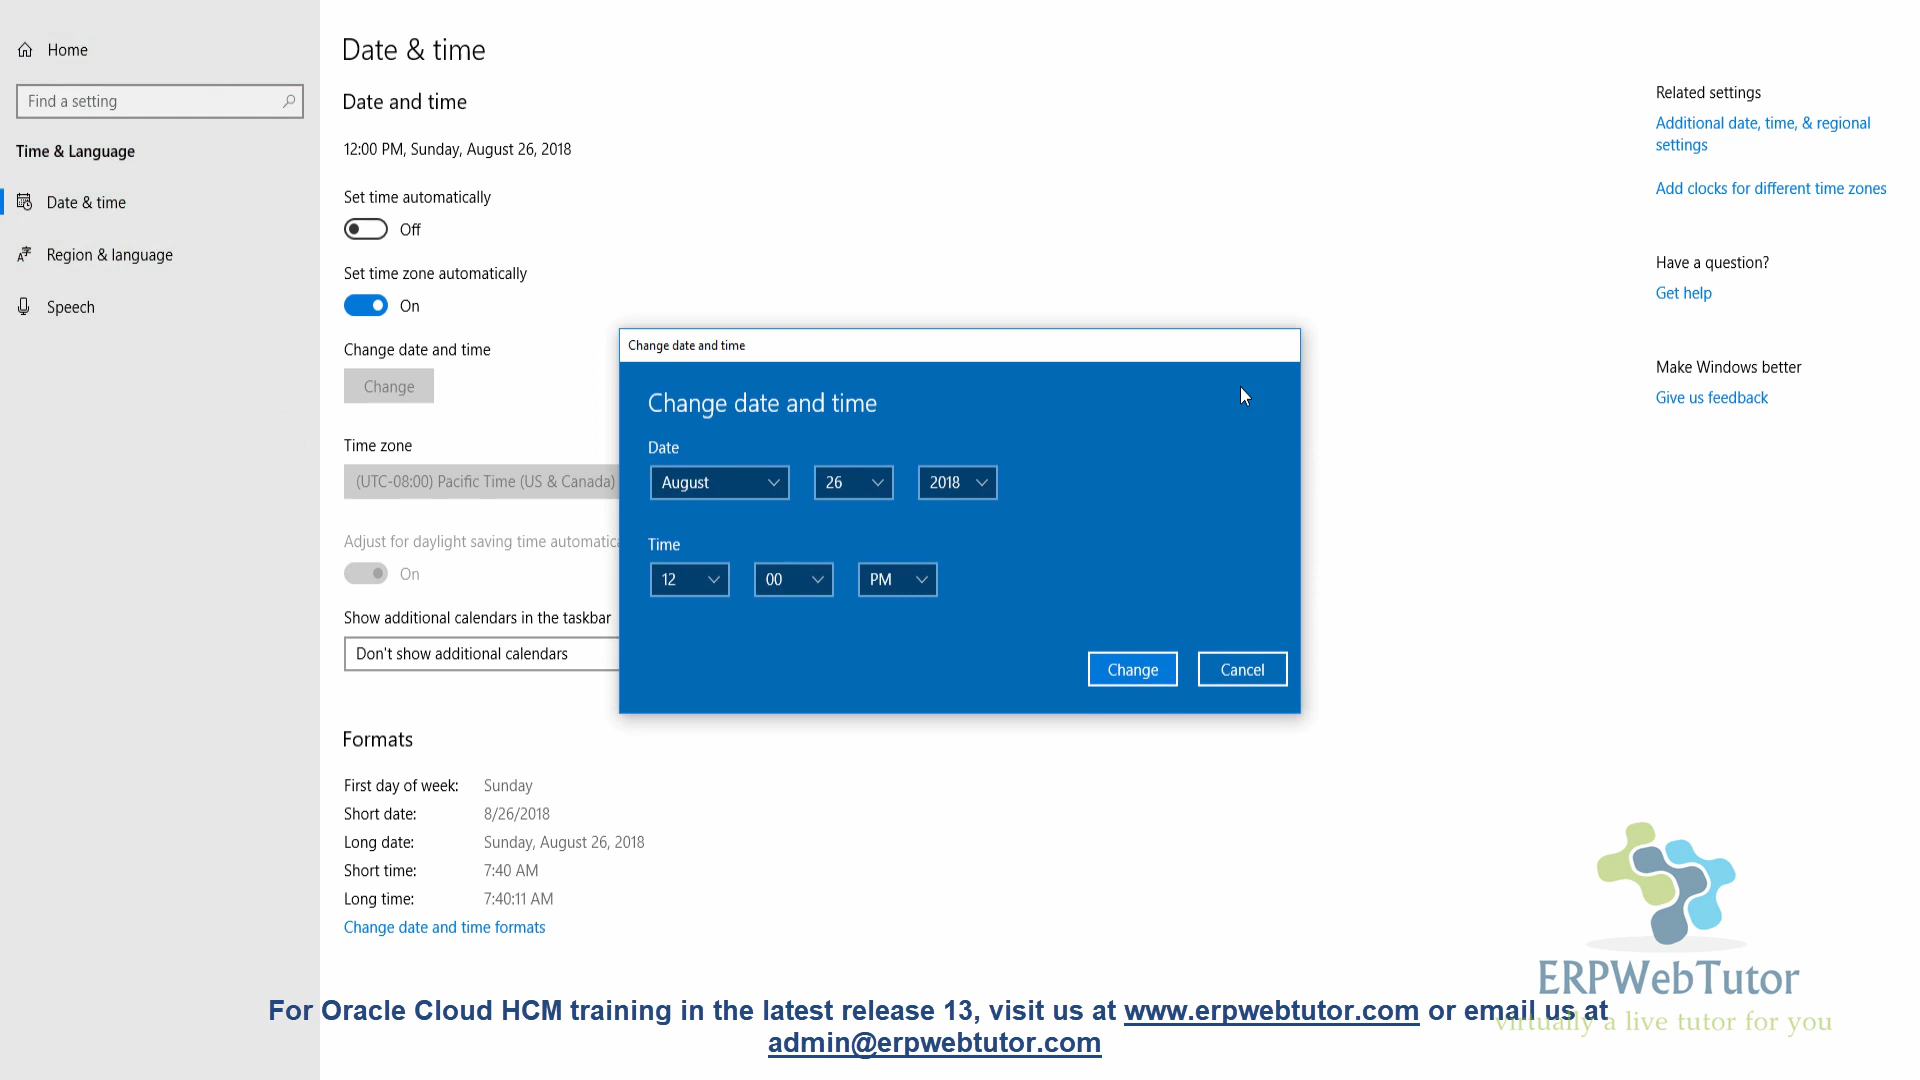 Home
Find a setting
Time & Language
Date & time
Region & language
Speech
Date & time
Date and time
12:00 PM, Sunday, August 26, 2018
Set time automatically
Off
Set time zone automatically
On
Change date and time
Change
Time zone
(UTC-08:00) Pacific Time (US & Canada)
Adjust for daylight saving time automatica
On
Show additional calendars in the taskbar
Don't show additional calendars
Formats
First day of week: Sunday
Short date: 8/26/2018
Long date: Sunday, August 26, 2018
Short time: 7:40 AM
Long time: 7:40:11 AM
Change date and time formats
Change date and time
Change date and time
Date
August 26 2018
Time
12 00 PM
Change Cancel
Related settings
Additional date, time, & regional
settings
Add clocks for different time zones
Have a question?
Get help
Make Windows better
Give us feedback
ERPWebTutor
virtually a live tutor for you
For Oracle Cloud HCM training in the latest release 13, visit us at www.erpwebtutor.com or email us at
admin@erpwebtutor.com